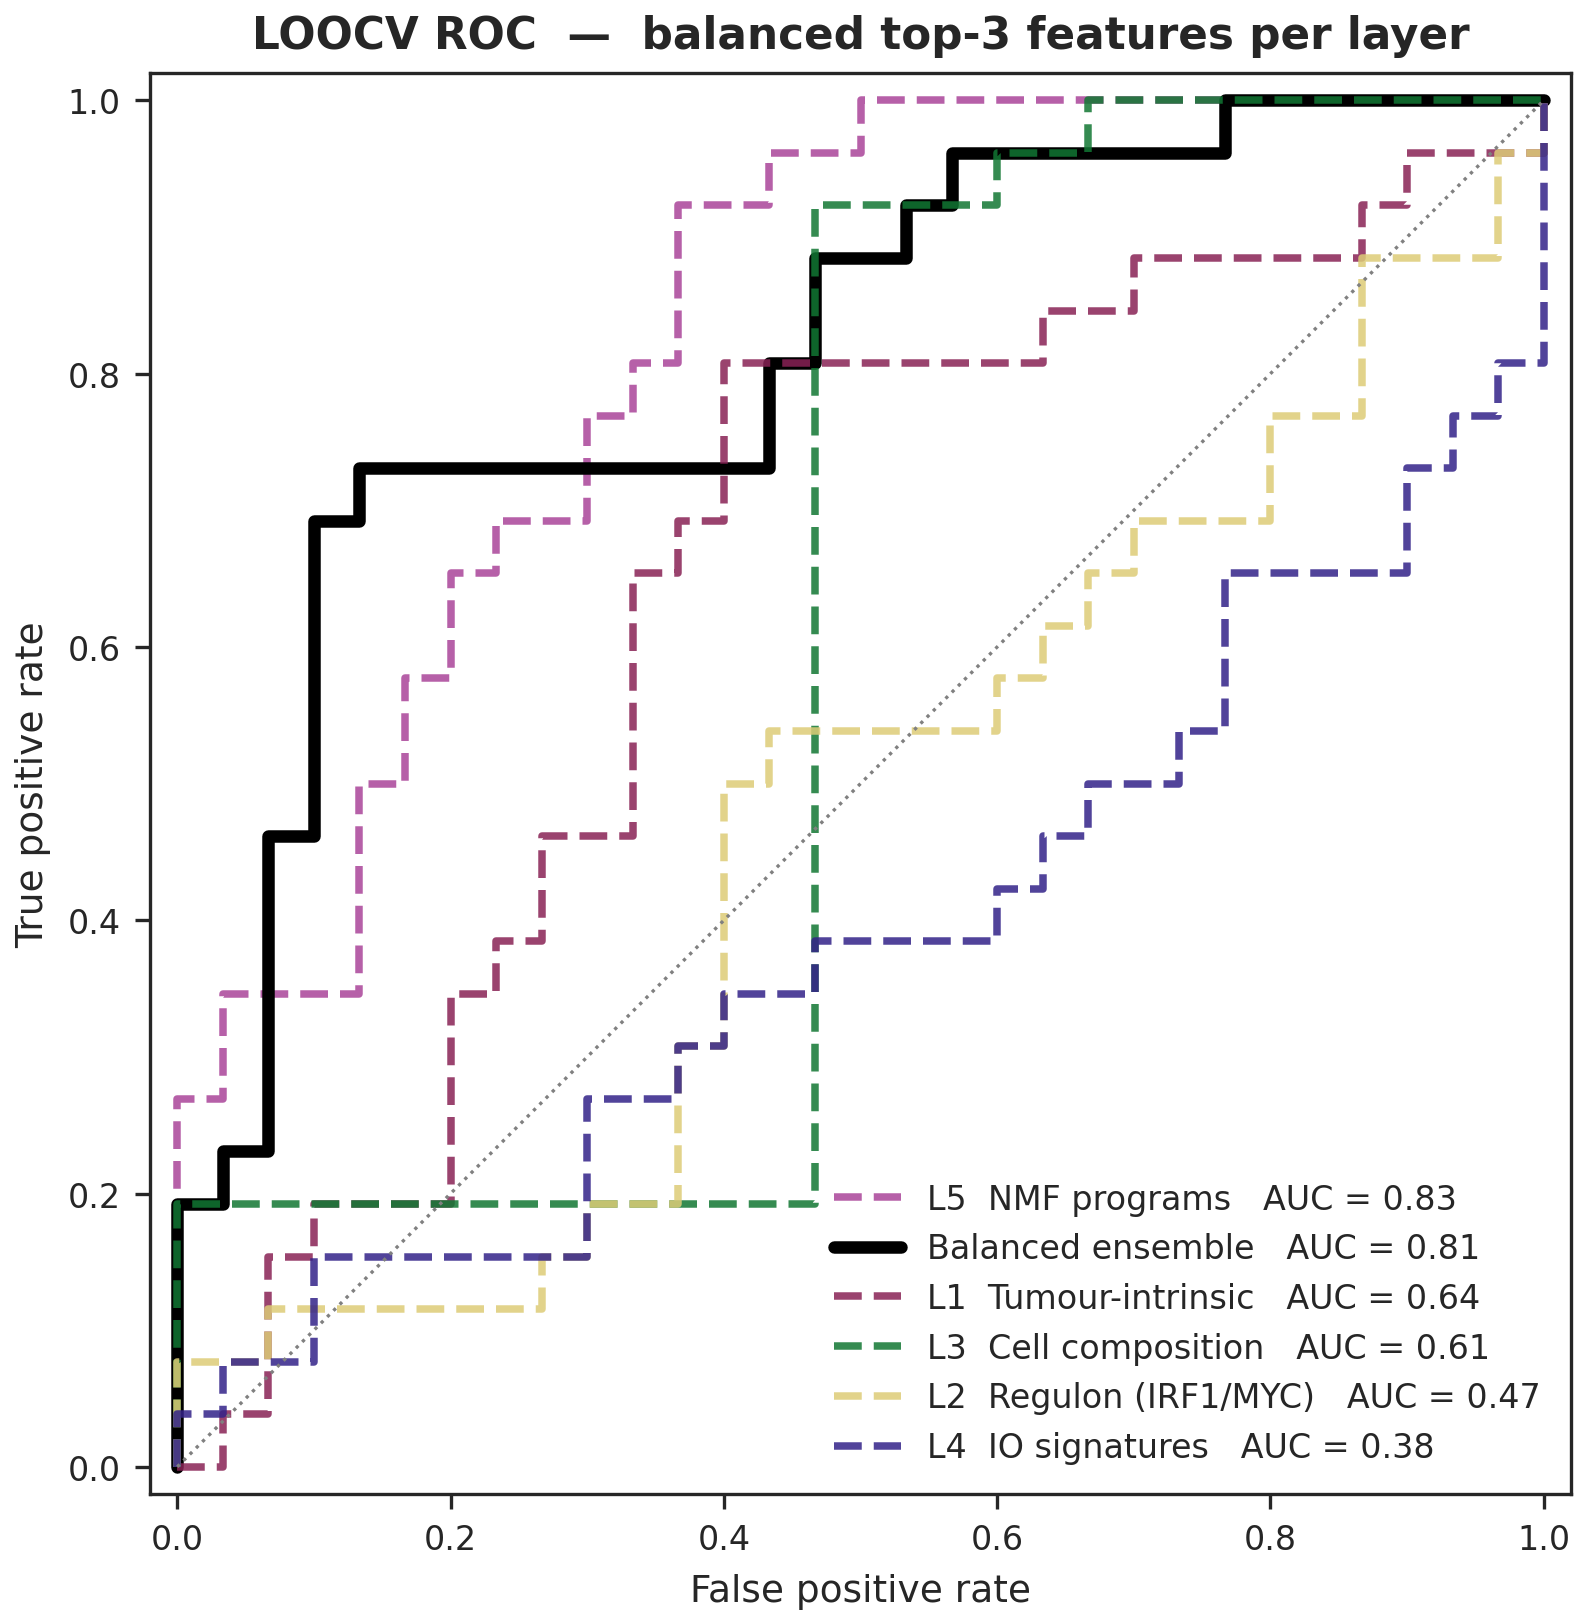 LOOCV ROC — balanced top-3 features per layer
True positive rate
1.0
0.8
0.6
0.4
0.2
0.0
L5 NMF programs AUC = 0.83
Balanced ensemble AUC = 0.81
L1 Tumour-intrinsic AUC = 0.64
L3 Cell composition AUC = 0.61
L2 Regulon (IRF1/MYC) AUC = 0.47
L4 IO signatures AUC = 0.38
0.0 0.2 0.4 0.6 0.8 1.0
False positive rate